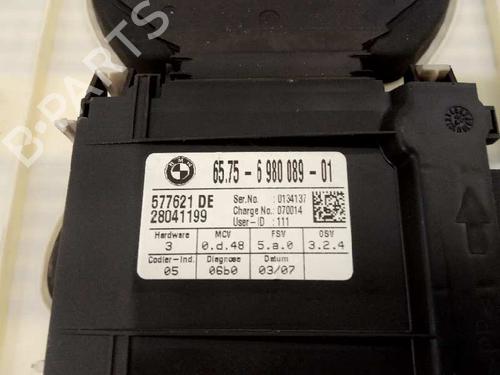 B-PARTS
BMW
65.75 - 6 980 089 - 01
577621 DE
28041199
Ser.No. : 0134137
Charge No.: 070014
User-ID : 111
Hardware MCV FSV OSV
3 0.d.48 5.a.0 3.2.4
Codier-Ind. Diagnose Datum
05 06b0 03/07